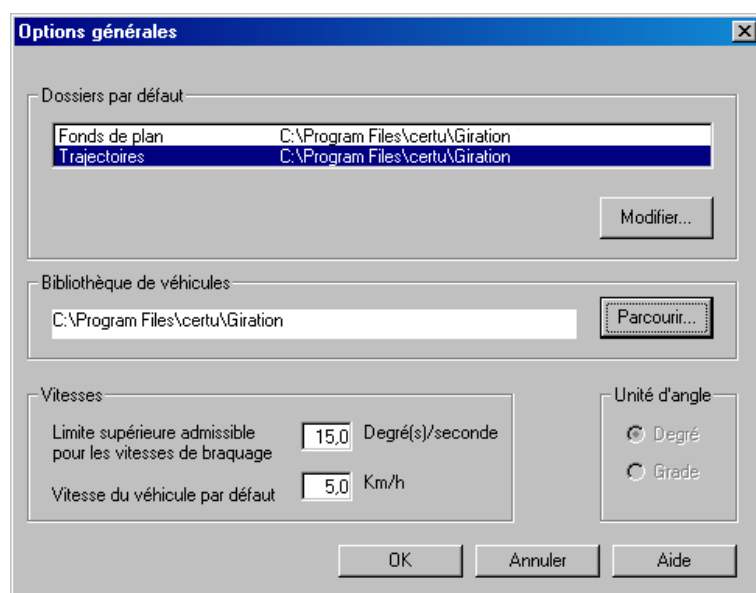 Options générales
Dossiers par défaut
Fonds de plan C:\Program Files\certu\Giration
Trajectoires C:\Program Files\certu\Giration
Modifier...
Bibliothèque de véhicules
C:\Program Files\certu\Giration Parcourir...
Vitesses
Limite supérieure admissible
pour les vitesses de braquage 15,0 Degré(s)/seconde
Vitesse du véhicule par défaut 5,0 Km/h
Unité d'angle
Degré
Grade
OK Annuler Aide